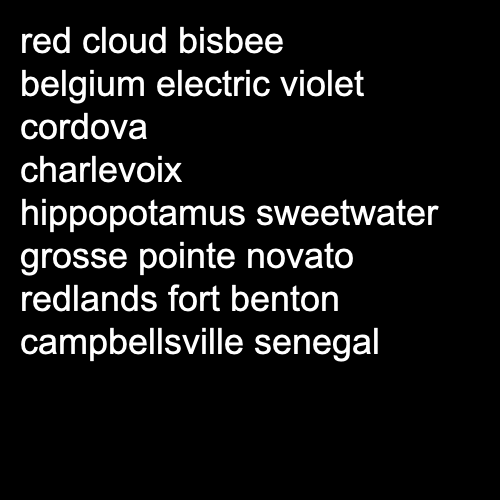 red cloud bisbee
belgium electric violet
cordova
charlevoix
hippopotamus sweetwater
grosse pointe novato
redlands fort benton
campbellsville senegal